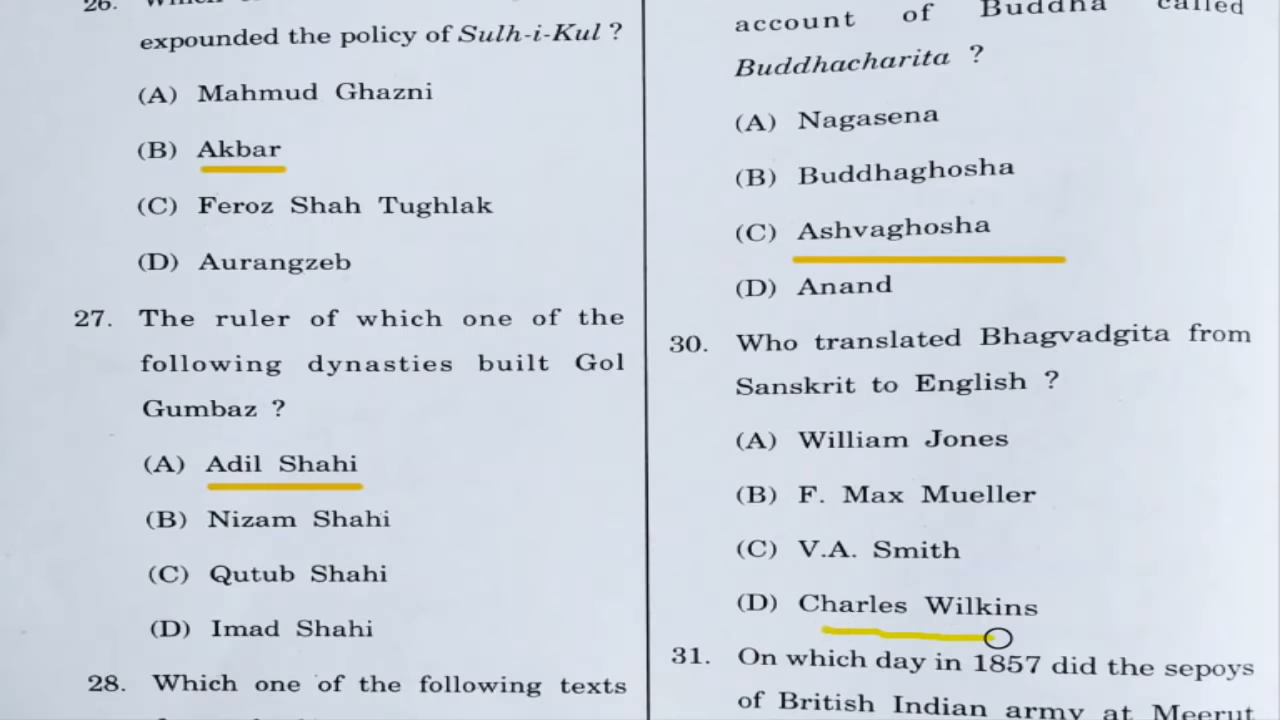 26.
expounded the policy of Sulh-i-Kul ?
(A) Mahmud Ghazni
(B) Akbar
(C) Feroz Shah Tughlak
(D) Aurangzeb
27. The ruler of which one of the
following dynasties built Gol
Gumbaz ?
(A) Adil Shahi
(B) Nizam Shahi
(C) Qutub Shahi
(D) Imad Shahi
28. Which one of the following texts
account of Buddha called
Buddhacharita ?
(A) Nagasena
(B) Buddhaghosha
(C) Ashvaghosha
(D) Anand
30. Who translated Bhagvadgita from
Sanskrit to English ?
(A) William Jones
(B) F. Max Mueller
(C) V.A. Smith
(D) Charles Wilkins
31. On which day in 1857 did the sepoys
of British Indian army at Meerut